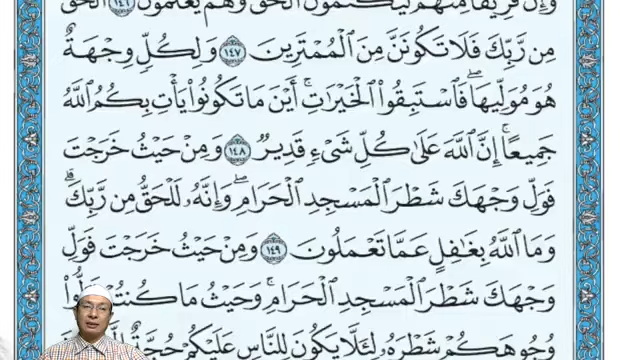 وَإِنَّ فَرِيقًا مِّنْهُمْ لَيَكْتُمُونَ الْحَقَّ وَهُمْ يَعْلَمُونَ ۝١٤٦ الْحَقُّ
مِن رَّبِّكَ فَلَا تَكُونَنَّ مِنَ الْمُمْتَرِينَ ۝١٤٧ وَلِكُلٍّ وِجْهَةٌ
هُوَ مُوَلِّيهَا ۖ فَاسْتَبِقُوا الْخَيْرَاتِ ۚ أَيْنَ مَا تَكُونُوا يَأْتِ بِكُمُ اللَّهُ
جَمِيعًا ۚ إِنَّ اللَّهَ عَلَىٰ كُلِّ شَيْءٍ قَدِيرٌ ۝١٤٨ وَمِنْ حَيْثُ خَرَجْتَ
فَوَلِّ وَجْهَكَ شَطْرَ الْمَسْجِدِ الْحَرَامِ ۖ وَإِنَّهُ لَلْحَقُّ مِن رَّبِّكَ ۗ
وَمَا اللَّهُ بِغَافِلٍ عَمَّا تَعْمَلُونَ ۝١٤٩ وَمِنْ حَيْثُ خَرَجْتَ فَوَلِّ
وَجْهَكَ شَطْرَ الْمَسْجِدِ الْحَرَامِ ۚ وَحَيْثُ مَا كُنتُمْ فَوَلُّوا
وُجُوهَكُمْ شَطْرَهُ لِئَلَّا يَكُونَ لِلنَّاسِ عَلَيْكُمْ حُجَّةٌ